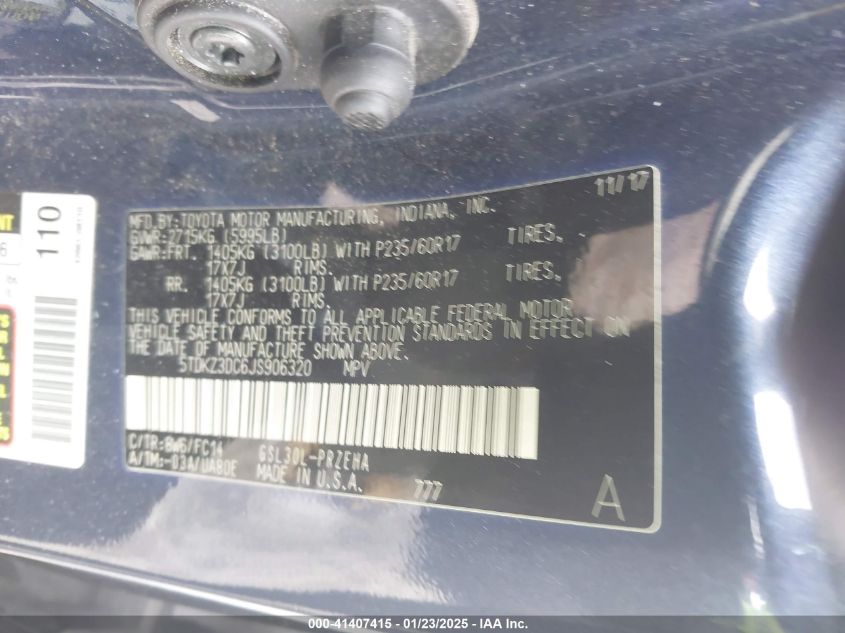 11/17
MFD.BY:TOYOTA MOTOR MANUFACTURING, INDIANA, INC.
GVWR:2715KG (5995LB)
GAWR:FRT. 1405KG (3100LB) WITH P235/60R17 TIRES,
17X7J RIMS.
RR. 1405KG (3100LB) WITH P235/60R17 TIRES,
17X7J RIMS.
THIS VEHICLE CONFORMS TO ALL APPLICABLE FEDERAL MOTOR
VEHICLE SAFETY AND THEFT PREVENTION STANDARDS IN EFFECT ON
THE DATE OF MANUFACTURE SHOWN ABOVE.
5TDKZ3DC6JS906320 MPV
C/TR:8W6/FC14 GSL30L-PRZEHA
A/TM:-03A/UAB0E MADE IN U.S.A.
777
A
110
000-41407415 - 01/23/2025 - IAA Inc.